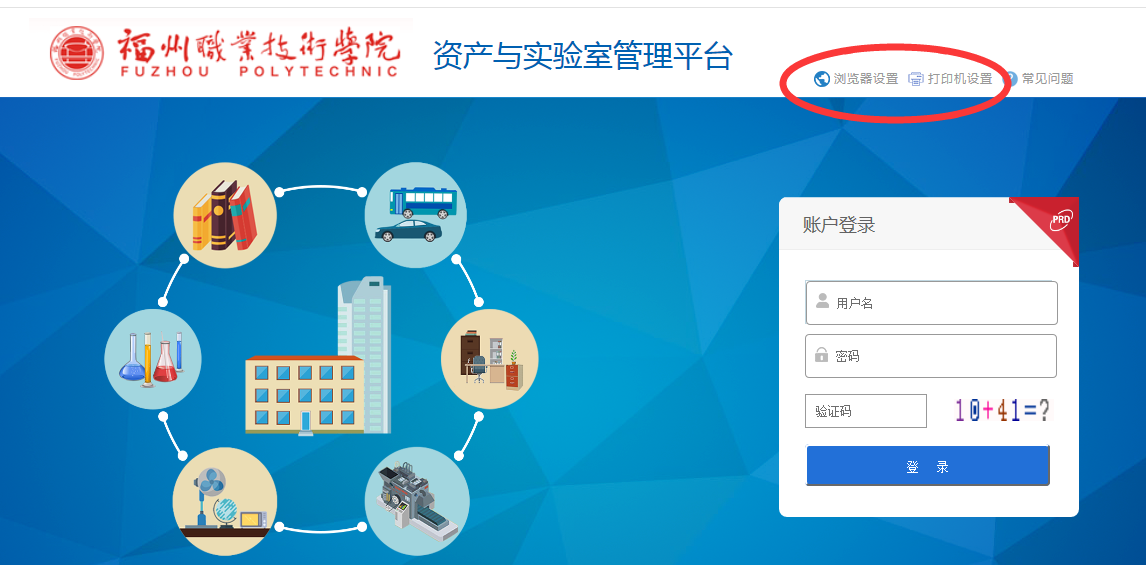 福州職業技術學院
FUZHOU POLYTECHNIC
资产与实验室管理平台
浏览器设置 打印机设置 ? 常见问题
账户登录
PRD
用户名
密码
验证码
10+41=?
登 录